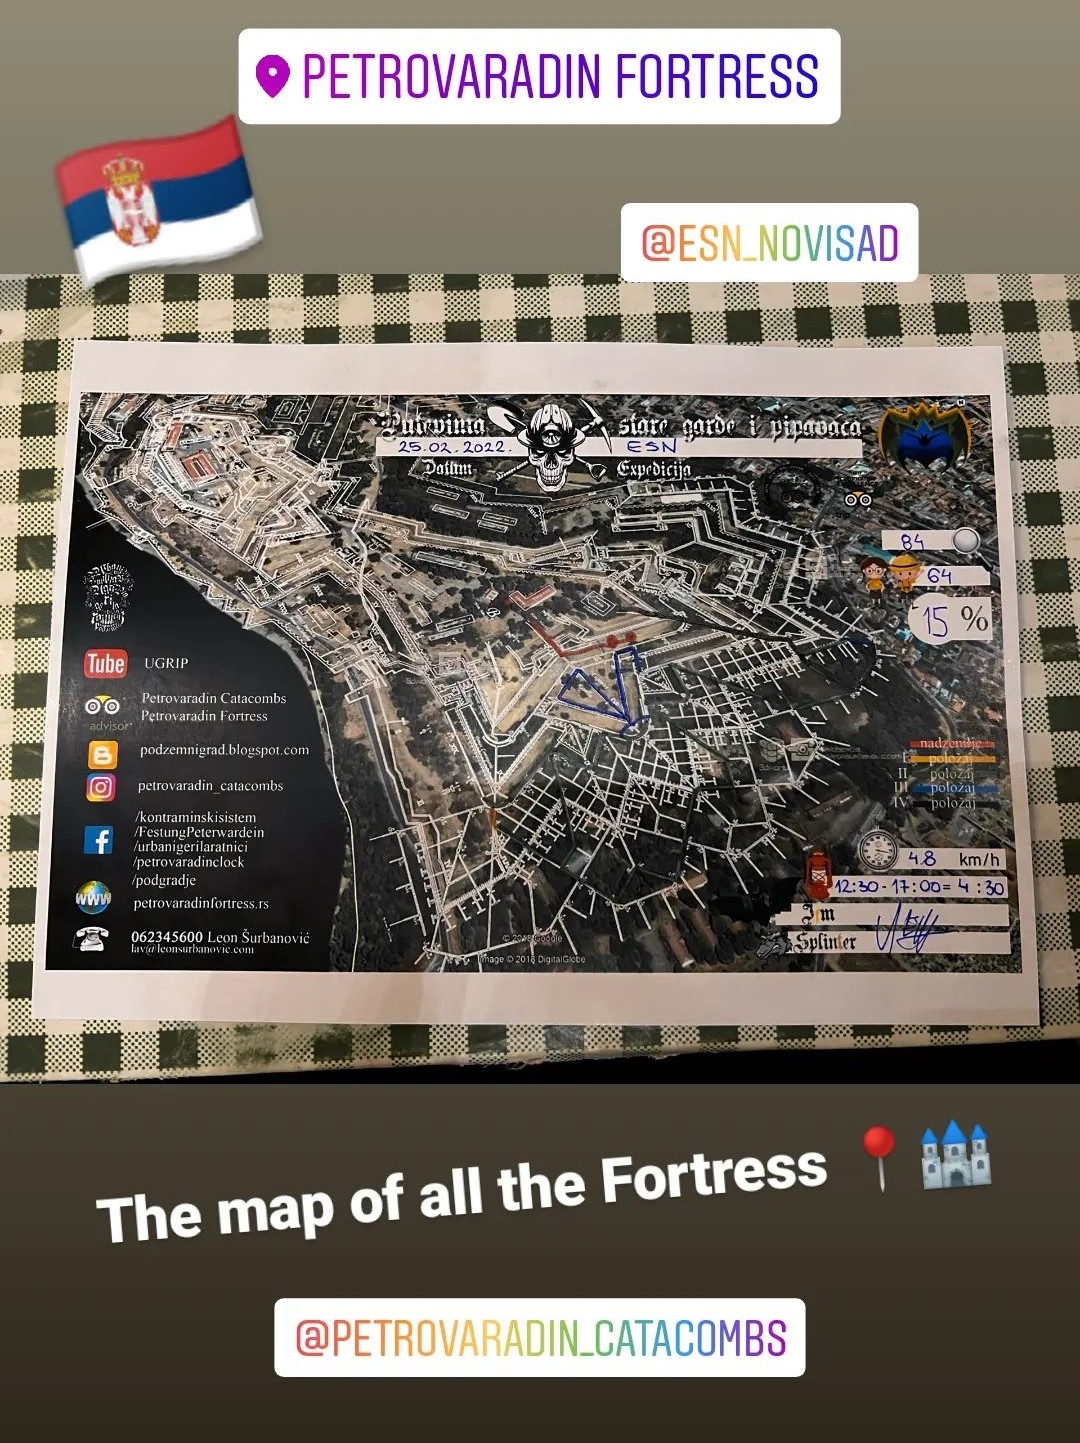 PETROVARADIN FORTRESS
@ESN_NOVISAD
Putevima stare garde i pipavaca
25.02.2022. ESN
Datum Expedicija
84
64
15 %
Tube UGRIP
Petrovaradin Catacombs
Petrovaradin Fortress
advisor
podzemnigrad.blogspot.com
petrovaradin_catacombs
/kontraminskisistem
/FestungPeterwardein
/urbanigerilaratnici
/petrovaradinclock
/podgradje
www petrovaradinfortress.rs
062345600 Leon Šurbanović
lav@leonsurbanovic.com
nadzemlje
I položaj
II položaj
III položaj
IV položaj
4.8 km/h
12:30-17:00= 4:30
Splinter
© 2018 Google
Image © 2018 DigitalGlobe
The map of all the Fortress
@PETROVARADIN_CATACOMBS